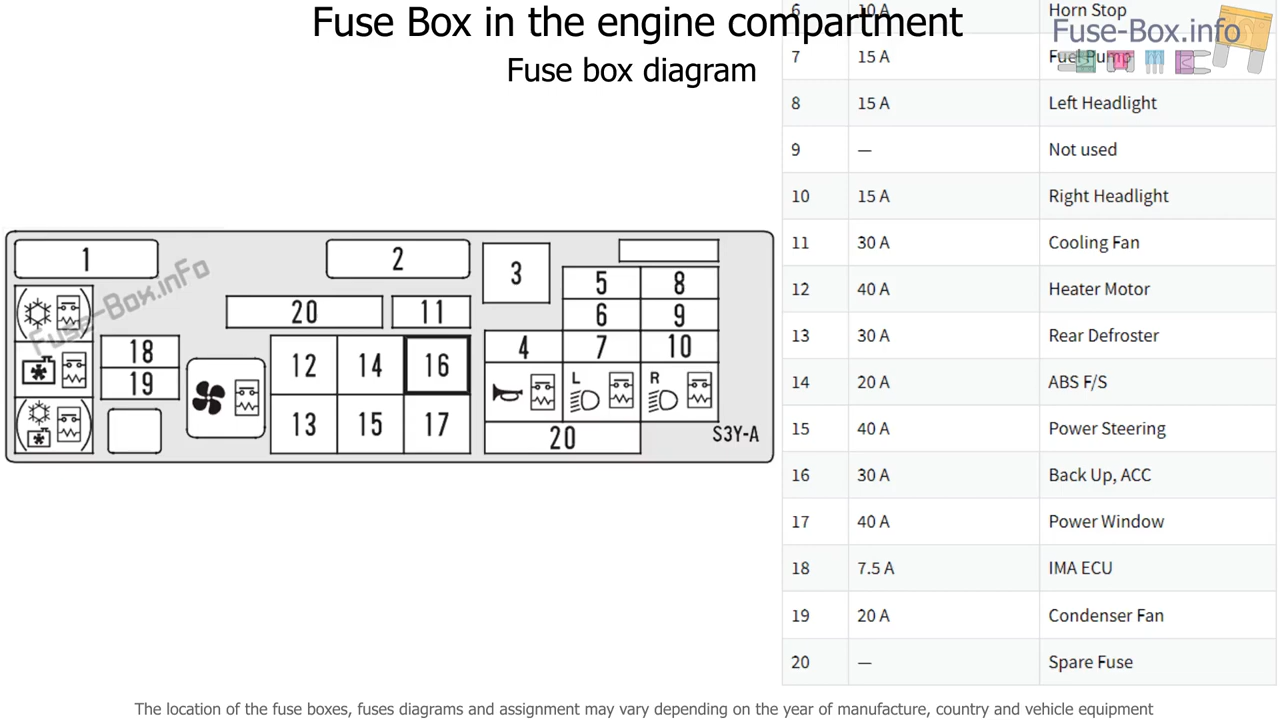 Fuse Box in the engine compartment
Fuse box diagram
Fuse-Box.info
6 10 A Horn Stop
7 15 A Fuel Pump
8 15 A Left Headlight
9 — Not used
10 15 A Right Headlight
11 30 A Cooling Fan
12 40 A Heater Motor
13 30 A Rear Defroster
14 20 A ABS F/S
15 40 A Power Steering
16 30 A Back Up, ACC
17 40 A Power Window
18 7.5 A IMA ECU
19 20 A Condenser Fan
20 — Spare Fuse
1 2 3
5 8
20 11 6 9
18 12 14 16 4 7 10
19 L R
13 15 17 20 S3Y-A
Fuse-Box.inFo
The location of the fuse boxes, fuses diagrams and assignment may vary depending on the year of manufacture, country and vehicle equipment